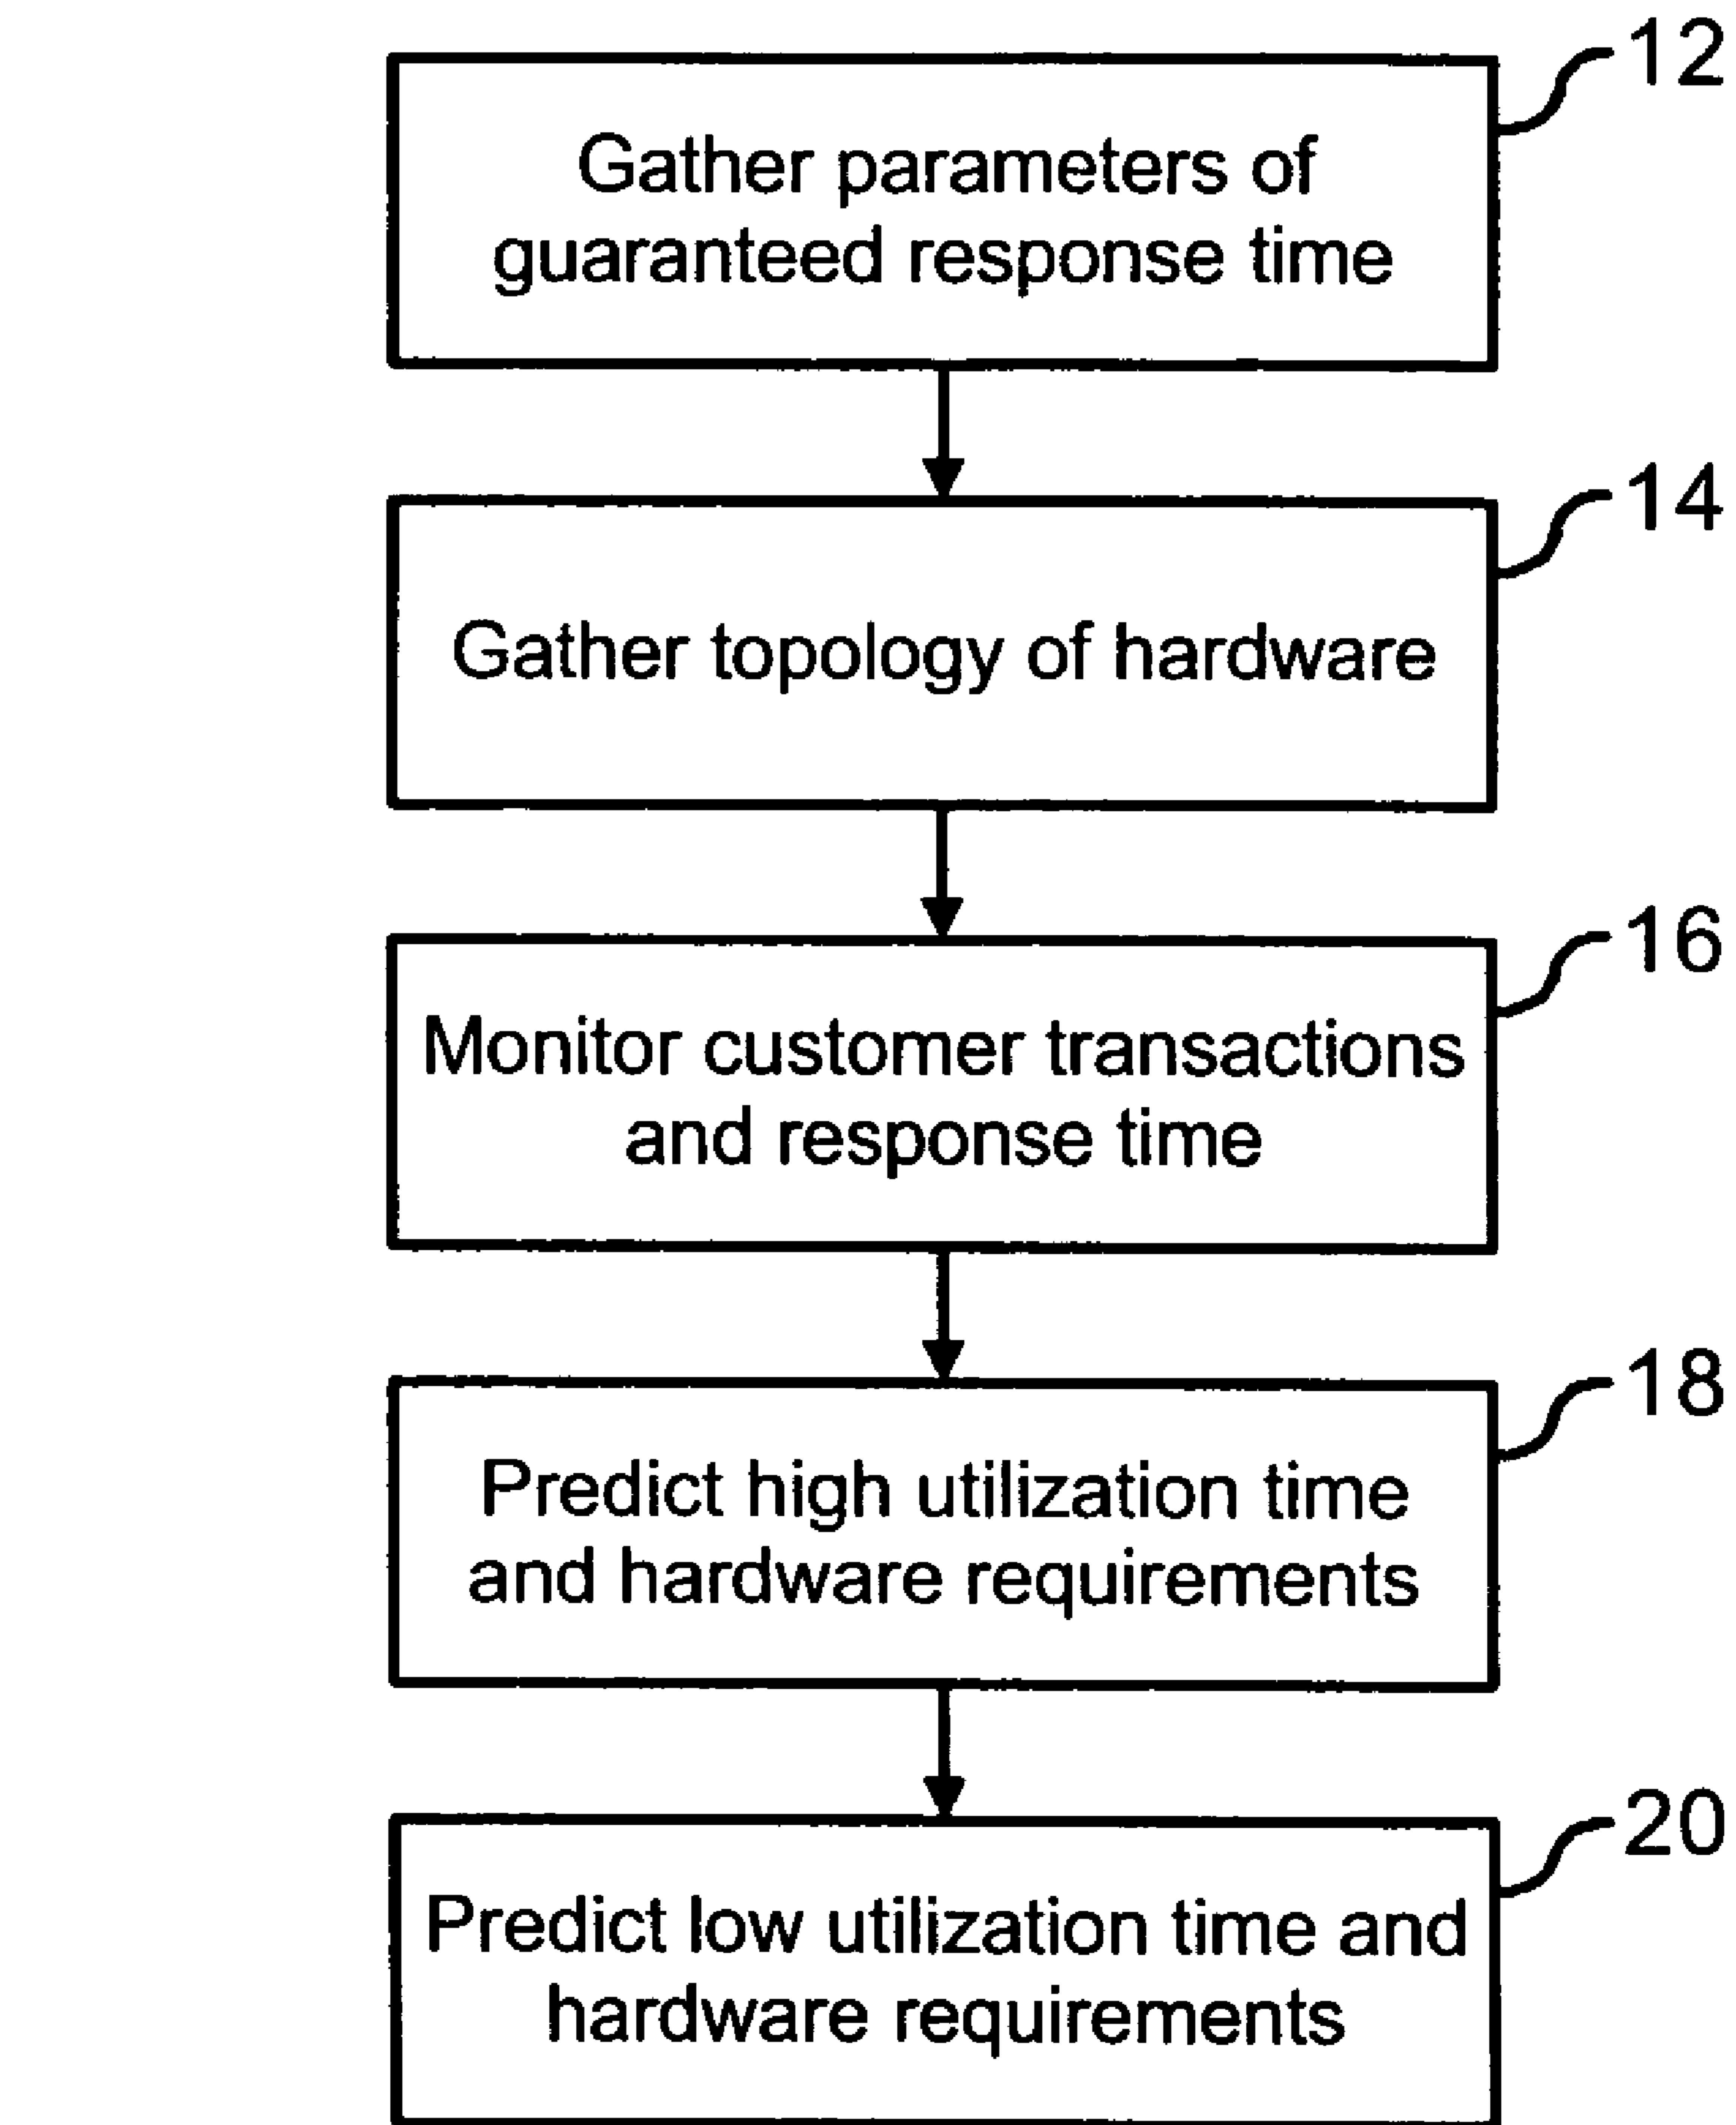 12
Gather parameters of
guaranteed response time
14
Gather topology of hardware
16
Monitor customer transactions
and response time
18
Predict high utilization time
and hardware requirements
20
Predict low utilization time and
hardware requirements